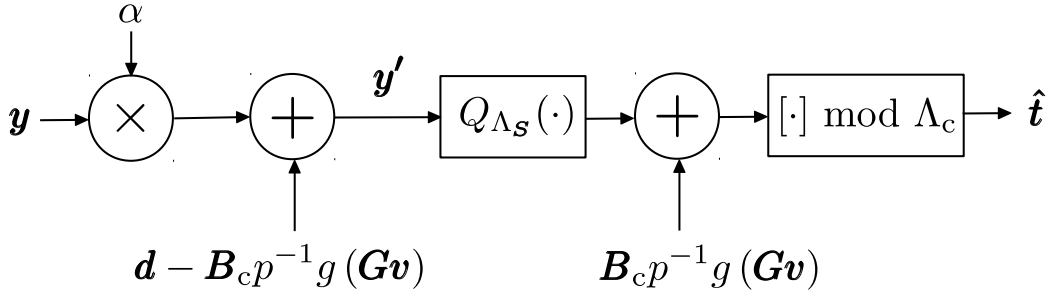 α
y × + y′ Q_{Λ_S}(·) + [·] mod Λ_c t̂
d − B_c p^{−1} g (Gv) B_c p^{−1} g (Gv)